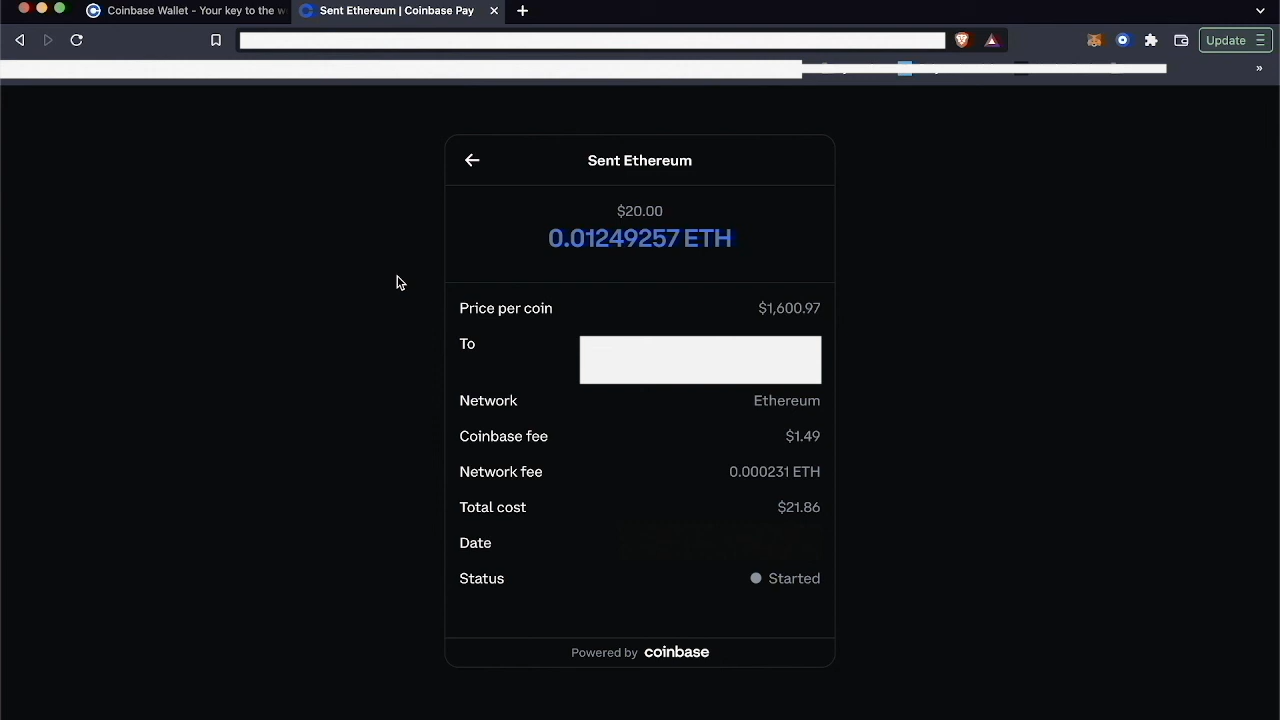 Coinbase Wallet - Your key to the w
Sent Ethereum | Coinbase Pay
Update
»
Sent Ethereum
$20.00
0.01249257 ETH
Price per coin $1,600.97
To
Network Ethereum
Coinbase fee $1.49
Network fee 0.000231 ETH
Total cost $21.86
Date
Status Started
Powered by coinbase